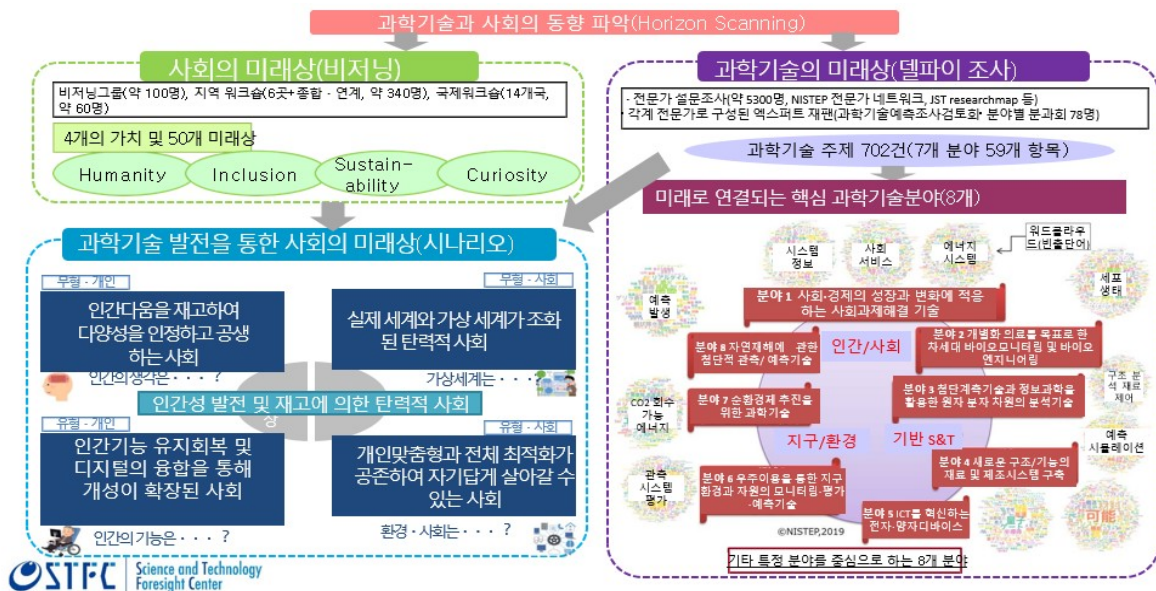 과학기술과 사회의 동향 파악(Horizon Scanning)
사회의 미래상(비저닝)
비저닝그룹(약 100명), 지역 워크숍(6곳+종합 · 연계, 약 340명), 국제워크숍(14개국,
약 60명)
4개의 가치 및 50개 미래상
Humanity
Inclusion
Sustain-
ability
Curiosity
과학기술의 미래상(델파이 조사)
· 전문가 설문조사(약 5300명, NISTEP 전문가 네트워크, JST researchmap 등)
· 각계 전문가로 구성된 엑스퍼트 재팬(과학기술예측조사검토화· 분야별 분과회 78명)
과학기술 주제 702건(7개 분야 59개 항목)
미래로 연결되는 핵심 과학기술분야(8개)
과학기술 발전을 통한 사회의 미래상(시나리오)
무형 · 개인
인간다움을 재고하여
다양성을 인정하고 공생
하는 사회
인간의 생각은 · · · ?
무형 · 사회
실제 세계와 가상 세계가 조화
된 탄력적 사회
가상세계는 · · · ?
인간성 발전 및 재고에 의한 탄력적 사회
상
유형 · 개인
인간기능 유지회복 및
디지털의 융합을 통해
개성이 확장된 사회
인간의 기능은 · · · ?
유형 · 사회
개인맞춤형과 전체 최적화가
공존하여 자기답게 살아갈 수
있는 사회
환경 · 사회는 · · · ?
시스템
정보
사회
서비스
에너지
시스템
워드클라우
드(빈출단어)
세포
생태
예측
발생
분야 1 사회·경제의 성장과 변화에 적응
하는 사회과제해결 기술
분야 8 자연재해에 관한
첨단적 관측/ 예측기술
인간/사회
분야 2 개별화 의료를 목표로 한
차세대 바이오모니터링 및 바이오
엔지니어링
CO2 회수
가능
에너지
분야 7 순환경제 추진을
위한 과학기술
분야 3 첨단계측기술과 정보과학을
활용한 원자 분자 차원의 분석기술
구조 분
석 재료
제어
지구/환경
기반 S&T
예측
시뮬레이션
관측
시스템
평가
분야 6 우주이용을 통한 지구
환경과 자원의 모니터링·평가
·예측기술
분야 4 새로운 구조/기능의
재료 및 제조시스템 구축
분야 5 ICT를 혁신하는
전자·양자디바이스
可能
©NISTEP,2019
기타 특정 분야를 중심으로 하는 8개 분야
STFC
Science and Technology
Foresight Center